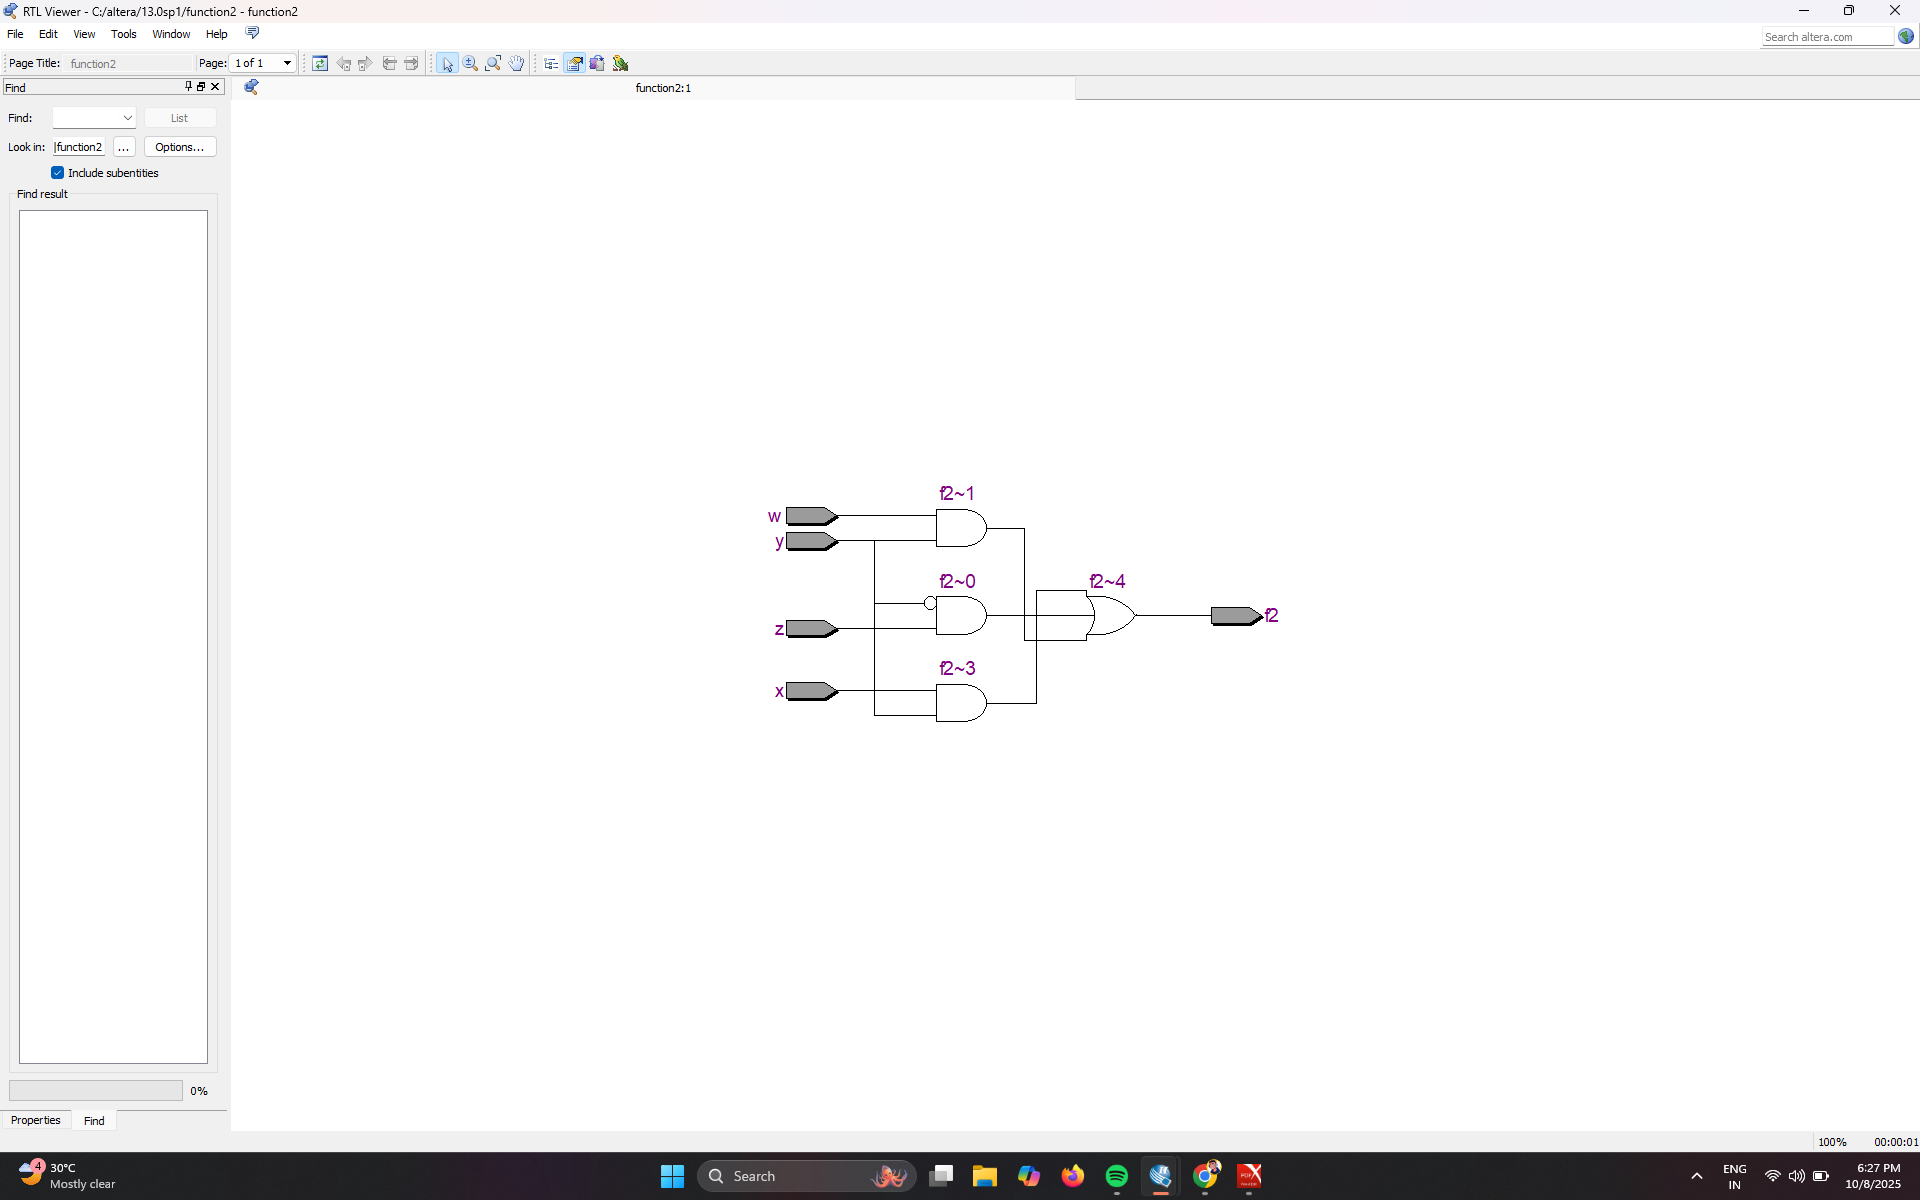 RTL Viewer - C:/altera/13.0sp1/function2 - function2
File Edit View Tools Window Help
Search altera.com
Page Title: function2 Page: 1 of 1
Find
function2:1
Find: List
Look in: |function2 ... Options...
Include subentities
Find result
f2~1
w
y
f2~0
f2~4
z
f2
f2~3
x
0%
Properties Find
100% 00:00:01
4
30°C
Mostly clear
Search
ENG
IN
6:27 PM
10/8/2025